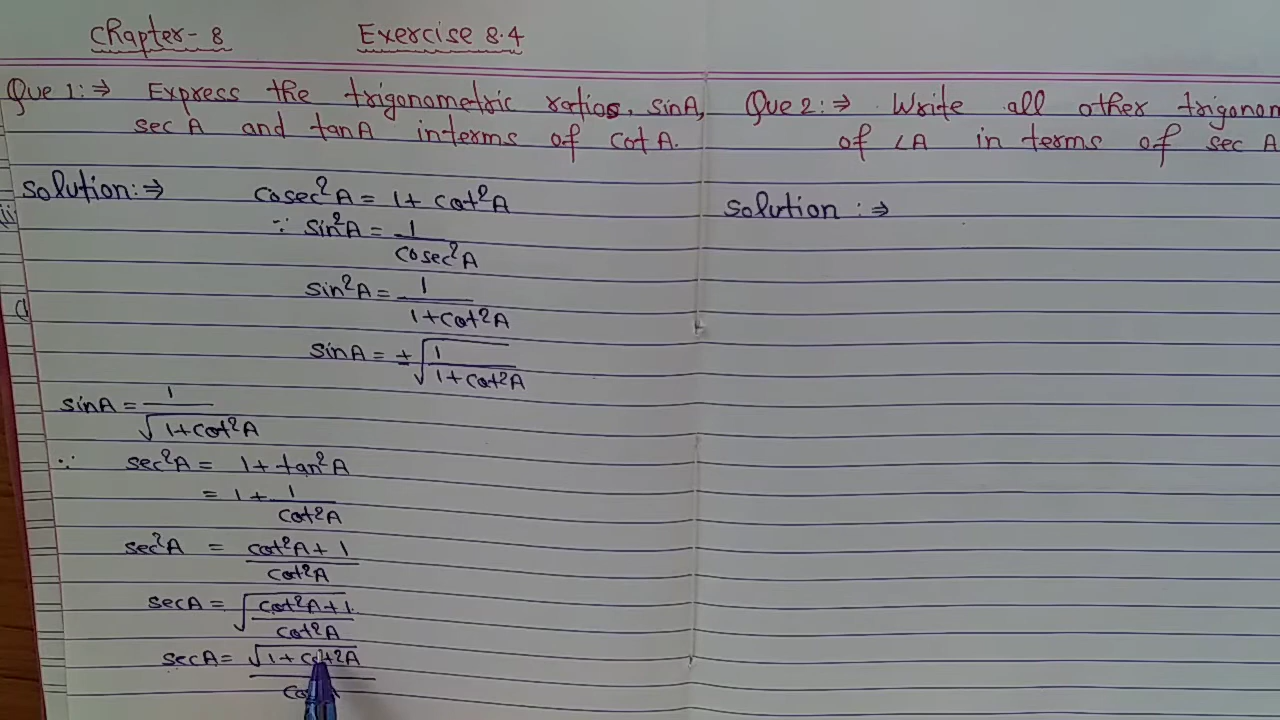 Chapter- 8 Exercise 8.4
Que 1:⇒ Express the trigonometric ratios, sinA,
sec A and tanA interms of cotA.
Solution:⇒ cosec²A = 1 + cot²A
∵ sin²A = 1
cosec²A
sin²A = 1
1+cot²A
sinA = ±√1
1+cot²A
sinA = 1
√1+cot²A
∵ sec²A = 1 + tan²A
= 1 + 1
cot²A
sec²A = cot²A + 1
cot²A
secA = √cot²A+1
cot²A
secA = √1+cot²A
Que 2:⇒ Write all other trigonom
of ∠A in terms of sec A
Solution :⇒